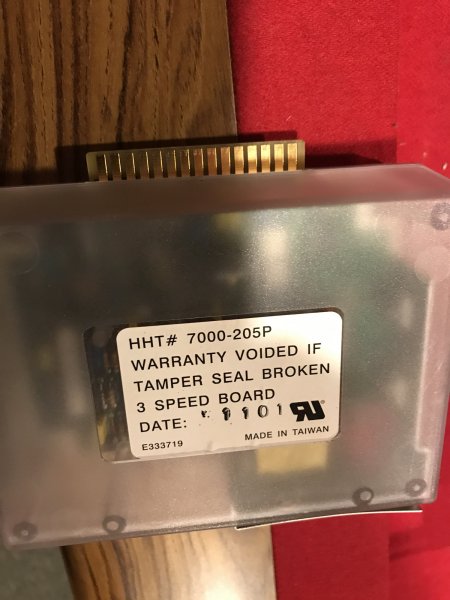 HHT# 7000-205P
WARRANTY VOIDED IF
TAMPER SEAL BROKEN
3 SPEED BOARD
DATE: 1101
E333719
MADE IN TAIWAN